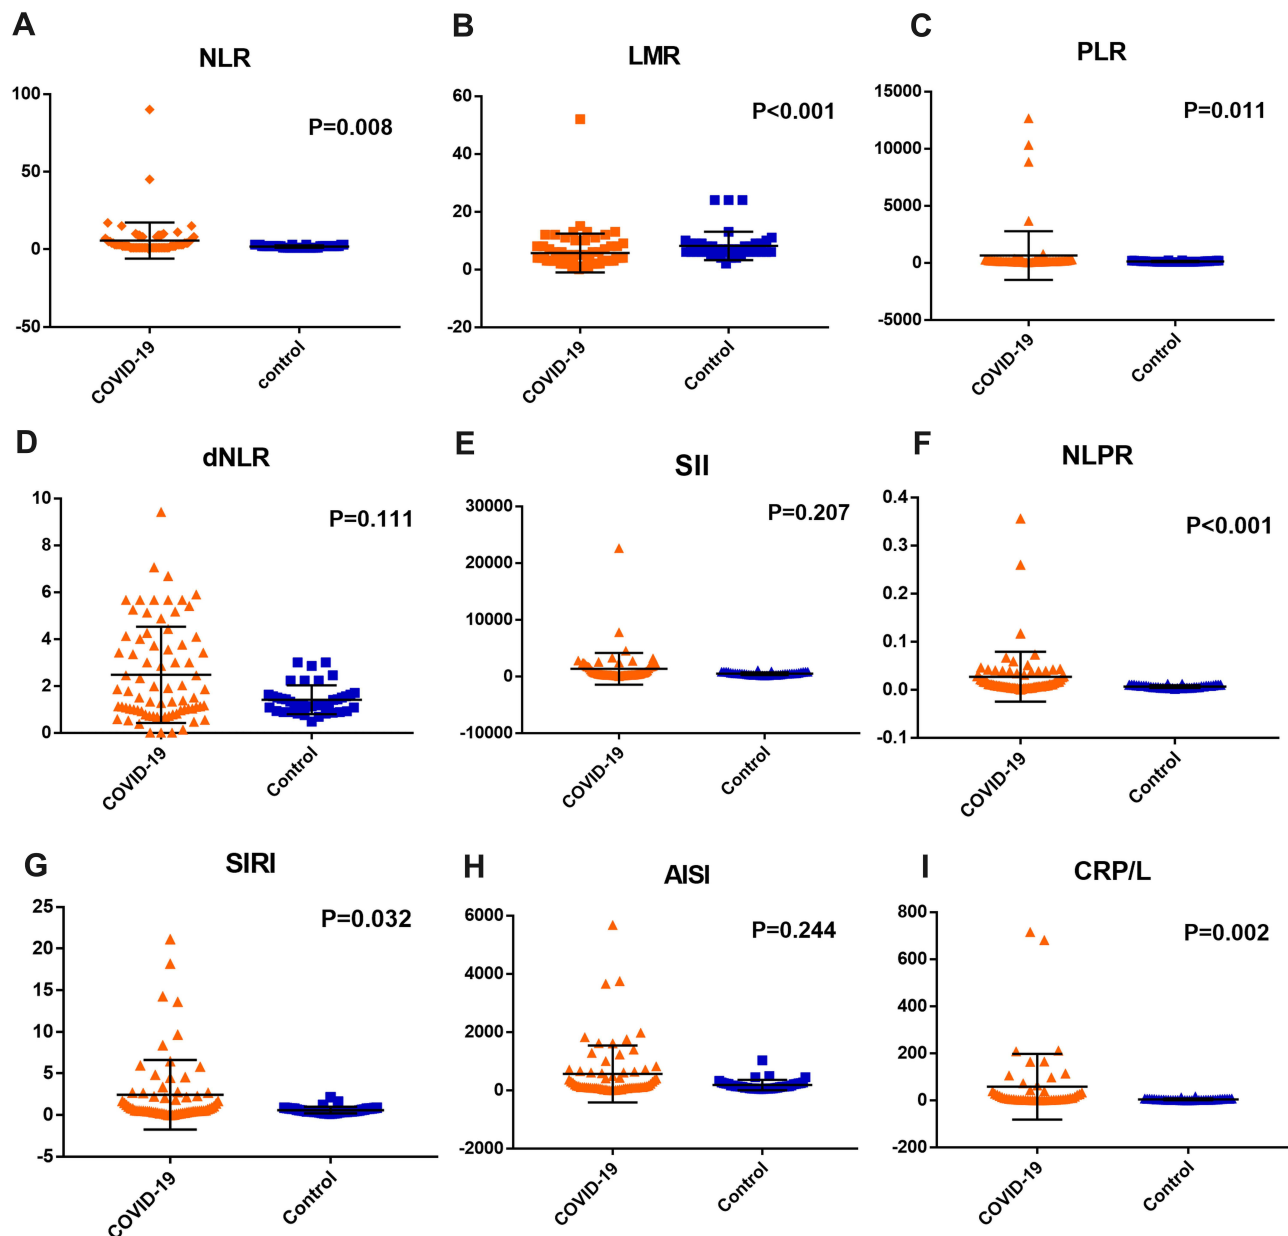 A
NLR
100
50
0
-50
P=0.008
COVID-19
control
B
LMR
60
40
20
0
-20
P<0.001
COVID-19
Control
C
PLR
15000
10000
5000
0
-5000
P=0.011
COVID-19
Control
D
dNLR
10
8
6
4
2
0
P=0.111
COVID-19
Control
E
SII
30000
20000
10000
0
-10000
P=0.207
COVID-19
Control
F
NLPR
0.4
0.3
0.2
0.1
0.0
-0.1
P<0.001
COVID-19
Control
G
SIRI
25
20
15
10
5
0
-5
P=0.032
COVID-19
Control
H
AISI
6000
4000
2000
0
-2000
P=0.244
COVID-19
Control
I
CRP/L
800
600
400
200
0
-200
P=0.002
COVID-19
Control